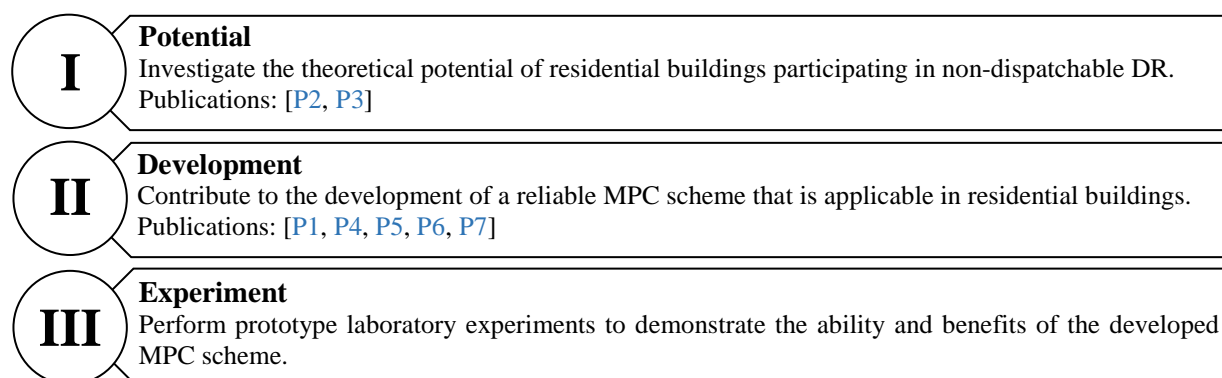 I
Potential
Investigate the theoretical potential of residential buildings participating in non-dispatchable DR.
Publications: [P2, P3]
II
Development
Contribute to the development of a reliable MPC scheme that is applicable in residential buildings.
Publications: [P1, P4, P5, P6, P7]
III
Experiment
Perform prototype laboratory experiments to demonstrate the ability and benefits of the developed
MPC scheme.